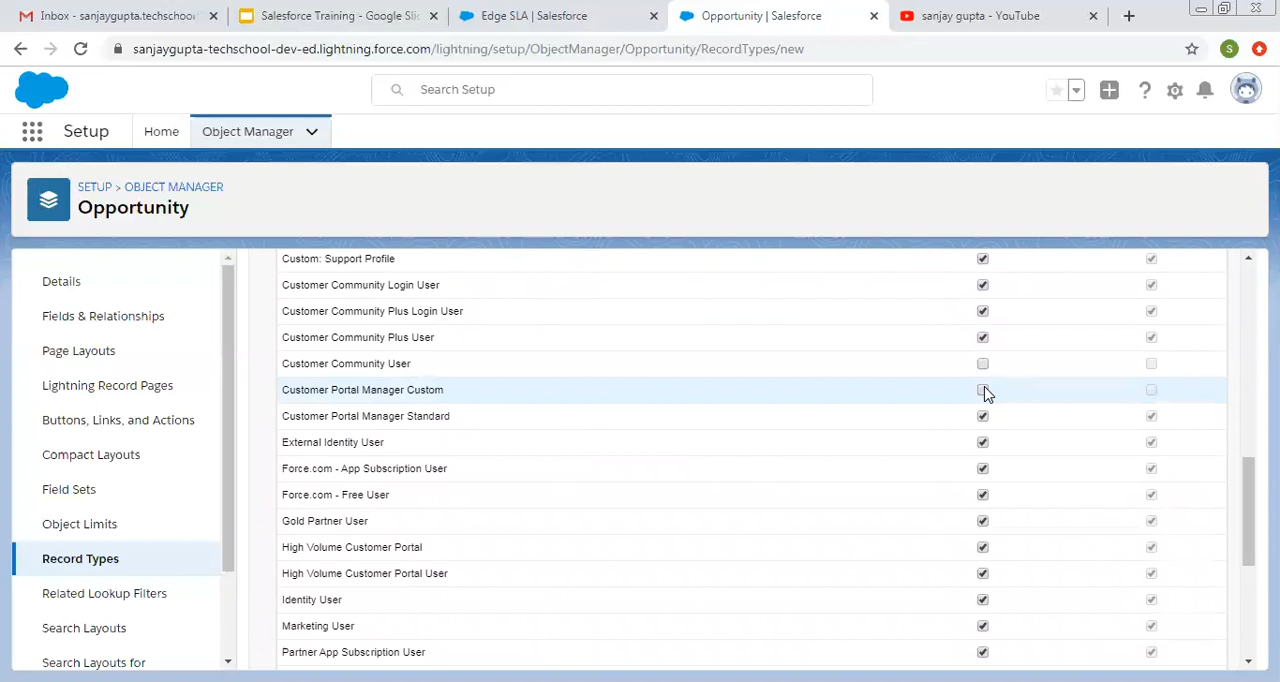 Inbox - sanjaygupta.techschool
Salesforce Training - Google Slid
Edge SLA | Salesforce
Opportunity | Salesforce
sanjay gupta - YouTube
sanjaygupta-techschool-dev-ed.lightning.force.com/lightning/setup/ObjectManager/Opportunity/RecordTypes/new
S
Search Setup
Setup
Home
Object Manager
SETUP > OBJECT MANAGER
Opportunity
Details
Fields & Relationships
Page Layouts
Lightning Record Pages
Buttons, Links, and Actions
Compact Layouts
Field Sets
Object Limits
Record Types
Related Lookup Filters
Search Layouts
Search Layouts for
Custom: Support Profile
Customer Community Login User
Customer Community Plus Login User
Customer Community Plus User
Customer Community User
Customer Portal Manager Custom
Customer Portal Manager Standard
External Identity User
Force.com - App Subscription User
Force.com - Free User
Gold Partner User
High Volume Customer Portal
High Volume Customer Portal User
Identity User
Marketing User
Partner App Subscription User